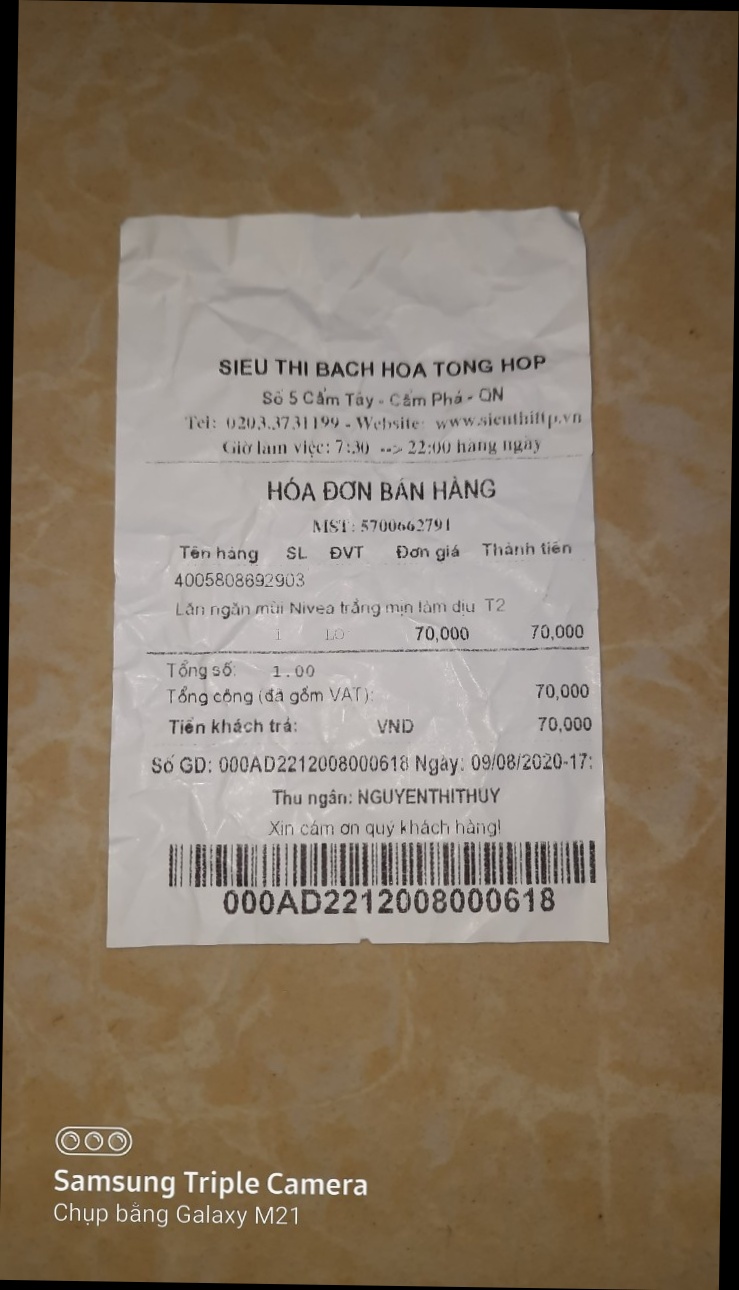 SIEU THI BACH HOA TONG HOP
Số 5 Cẩm Tây - Cẩm Phả - QN
Tel: 0203.3731199 - Website: www.sieuthittp.vn
Giờ làm việc: 7:30 --> 22:00 hàng ngày
HÓA ĐƠN BÁN HÀNG
MST: 5700662791
Tên hàng SL ĐVT Đơn giá Thành tiền
4005808692903
Lăn ngăn mùi Nivea trắng mịn làm dịu T2
1 LO 70,000 70,000
Tổng số: 1.00
Tổng cộng (đã gồm VAT): 70,000
Tiền khách trả: VND 70,000
Số GD: 000AD2212008000618 Ngày: 09/08/2020-17:
Thu ngân: NGUYENTHITHUY
Xin cám ơn quý khách hàng!
000AD2212008000618
Samsung Triple Camera
Chụp bằng Galaxy M21